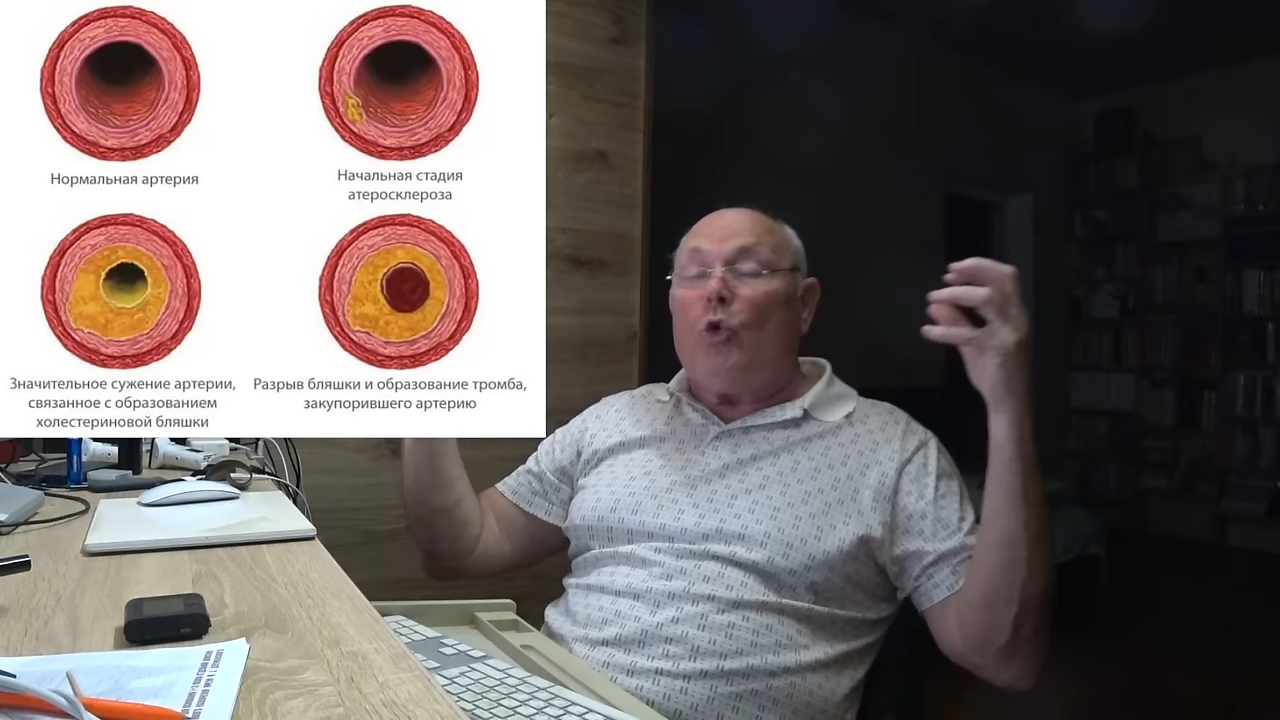 Нормальная артерия
Начальная стадия
атеросклероза
Значительное сужение артерии,
связанное с образованием
холестериновой бляшки
Разрыв бляшки и образование тромба,
закупорившего артерию